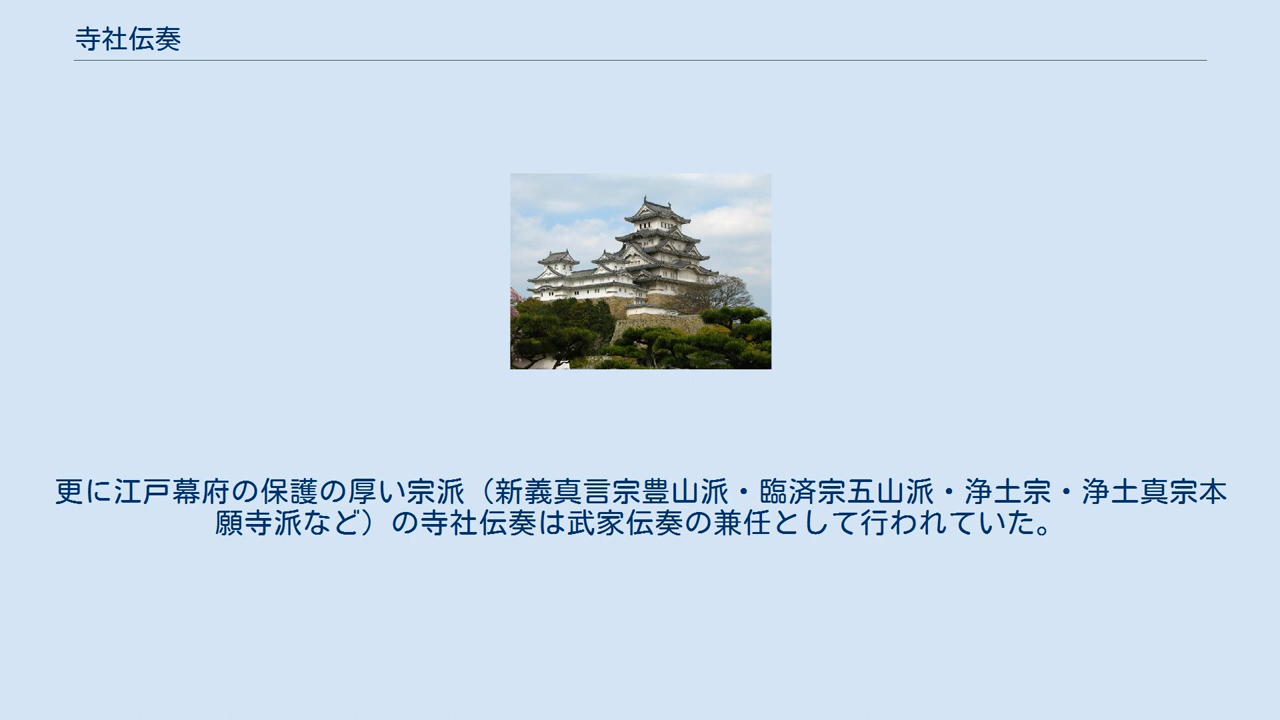 寺社伝奏
更に江戸幕府の保護の厚い宗派（新義真言宗豊山派・臨済宗五山派・浄土宗・浄土真宗本
願寺派など）の寺社伝奏は武家伝奏の兼任として行われていた。